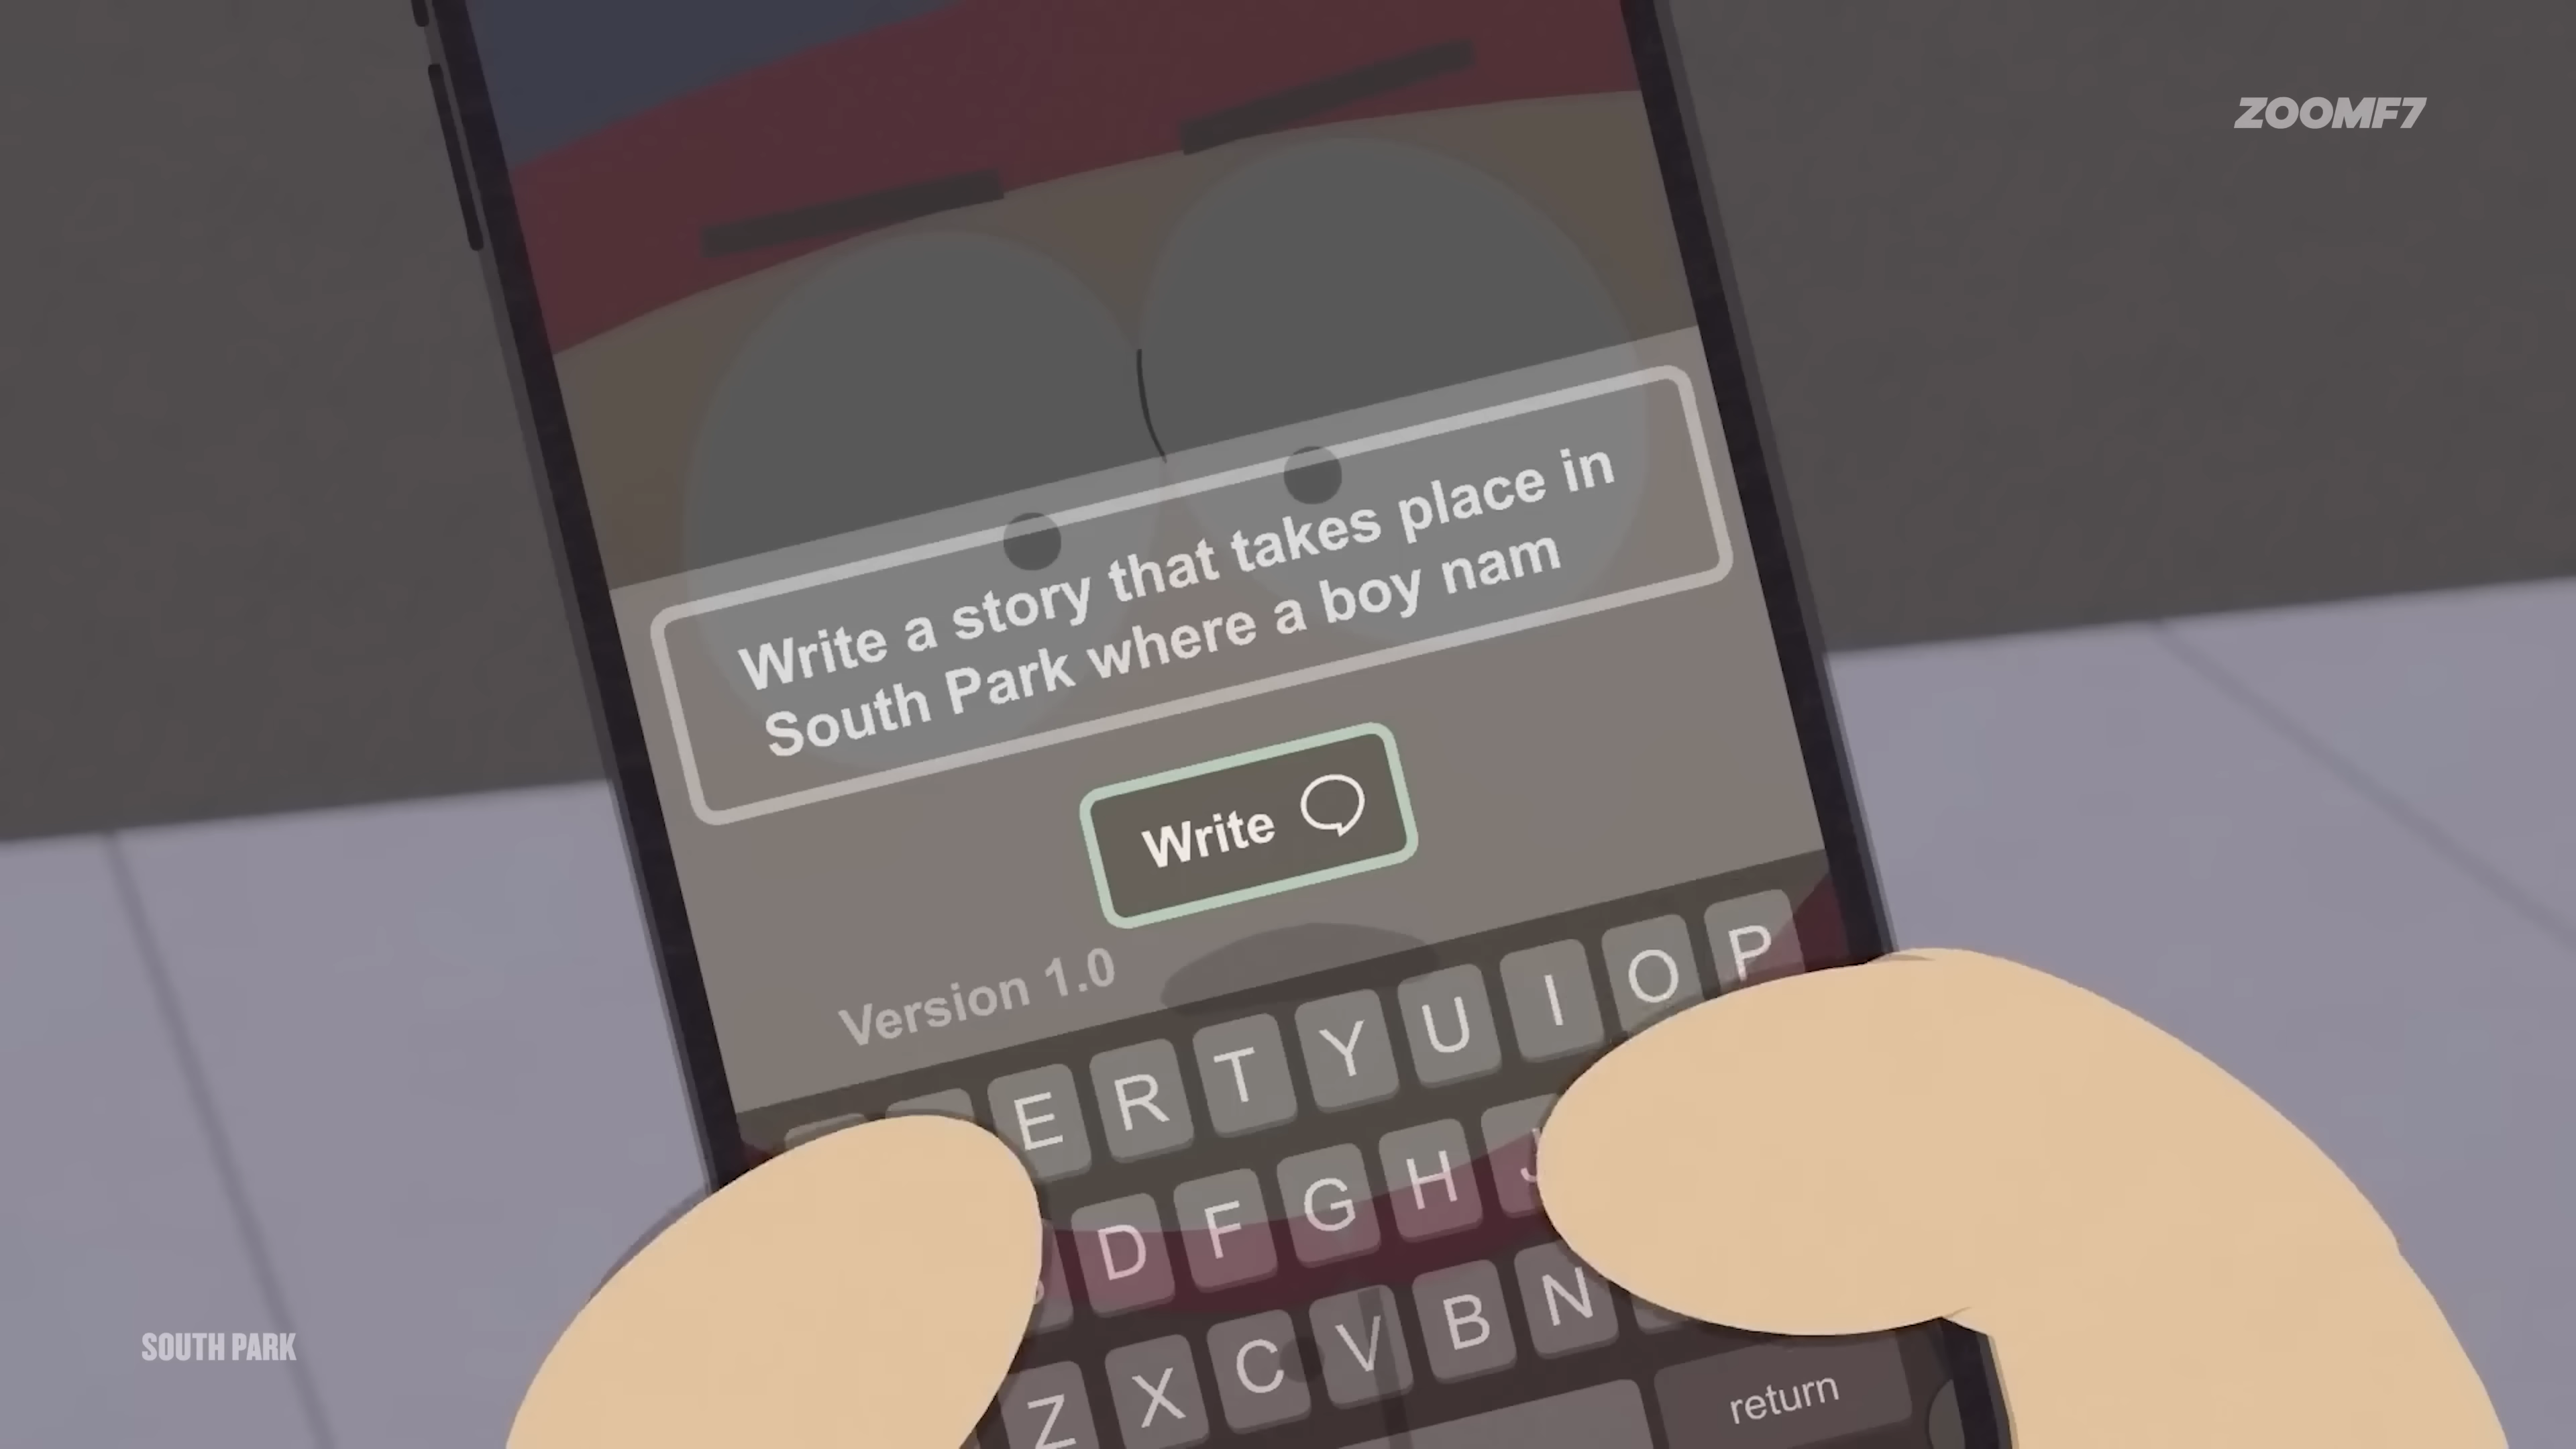 ZOOMF7
Write a story that takes place in
South Park where a boy nam
Write
Version 1.0
E R T Y U I O P
D F G H J
Z X C V B N
return
SOUTH PARK